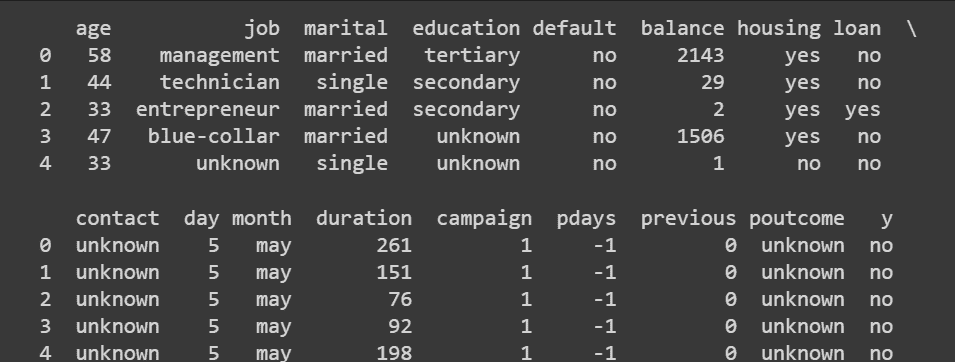 age job marital education default balance housing loan \
0 58 management married tertiary no 2143 yes no
1 44 technician single secondary no 29 yes no
2 33 entrepreneur married secondary no 2 yes yes
3 47 blue-collar married unknown no 1506 yes no
4 33 unknown single unknown no 1 no no
contact day month duration campaign pdays previous poutcome y
0 unknown 5 may 261 1 -1 0 unknown no
1 unknown 5 may 151 1 -1 0 unknown no
2 unknown 5 may 76 1 -1 0 unknown no
3 unknown 5 may 92 1 -1 0 unknown no
4 unknown 5 may 198 1 -1 0 unknown no